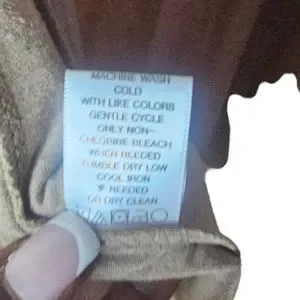 MACHINE WASH
COLD
WITH LIKE COLORS
GENTLE CYCLE
ONLY NON-
CHLORINE BLEACH
WHEN NEEDED
TUMBLE DRY LOW
COOL IRON
IF NEEDED
OR DRY CLEAN